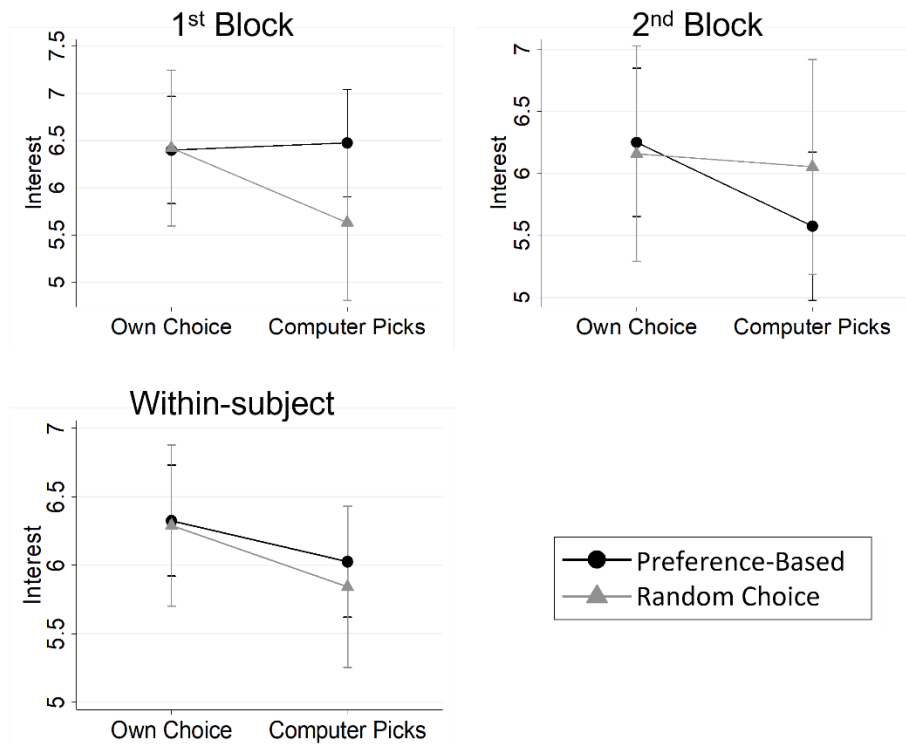 1st Block
7.5
7
6.5
6
5.5
5
Interest
Own Choice
Computer Picks
2nd Block
7
6.5
6
5.5
5
Interest
Own Choice
Computer Picks
Within-subject
7
6.5
6
5.5
5
Interest
Own Choice
Computer Picks
Preference-Based
Random Choice